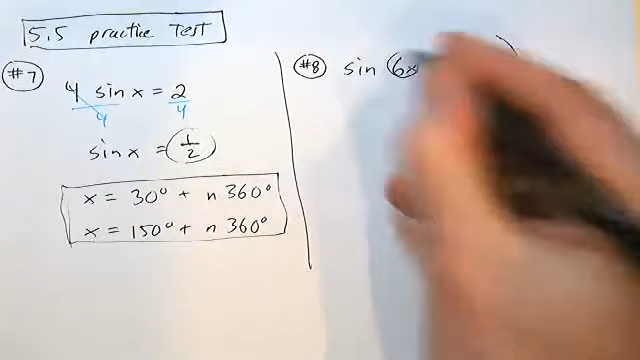 5.5 practice Test
#7
4 sin x = 2
4 4
sin x = 1/2
x = 30° + n 360°
x = 150° + n 360°
#8 sin (6x